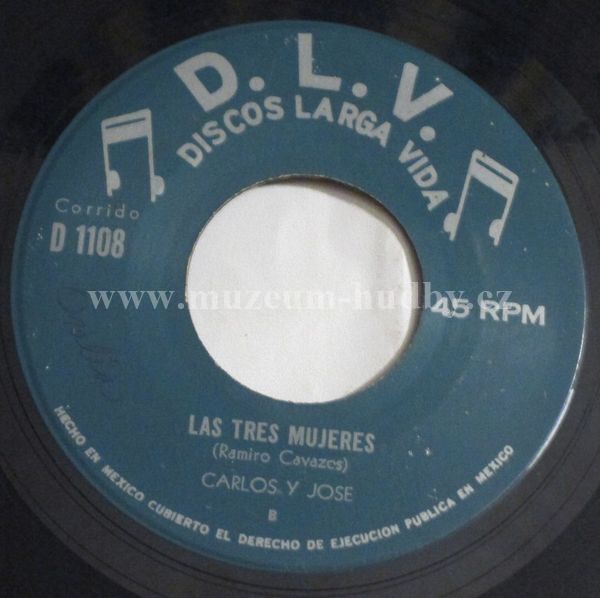 D. L. V.
DISCOS LARGA VIDA
Corrido
D 1108
45 RPM
www.muzeum-hudby.cz
LAS TRES MUJERES
(Ramiro Cavazos)
CARLOS Y JOSE
B
HECHO EN MEXICO CUBIERTO EL DERECHO DE EJECUCION PUBLICA EN MEXICO